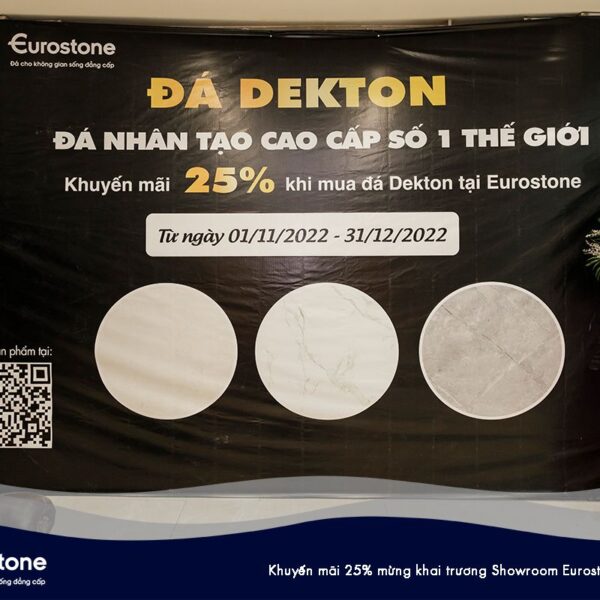 Eurostone
Đá cho không gian sống đẳng cấp
ĐÁ DEKTON
ĐÁ NHÂN TẠO CAO CẤP SỐ 1 THẾ GIỚI
Khuyến mãi 25% khi mua đá Dekton tại Eurostone
Từ ngày 01/11/2022 - 31/12/2022
phẩm tại:
tone
sống đẳng cấp
Khuyến mãi 25% mừng khai trương Showroom Eurost